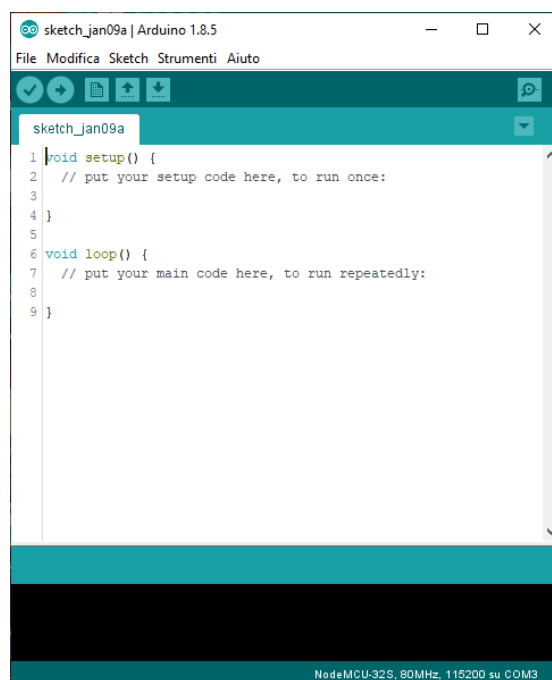 sketch_jan09a | Arduino 1.8.5
File Modifica Sketch Strumenti Aiuto
sketch_jan09a
1 void setup() {
2   // put your setup code here, to run once:
3
4 }
5
6 void loop() {
7   // put your main code here, to run repeatedly:
8
9 }
NodeMCU-32S, 80MHz, 115200 su COM3